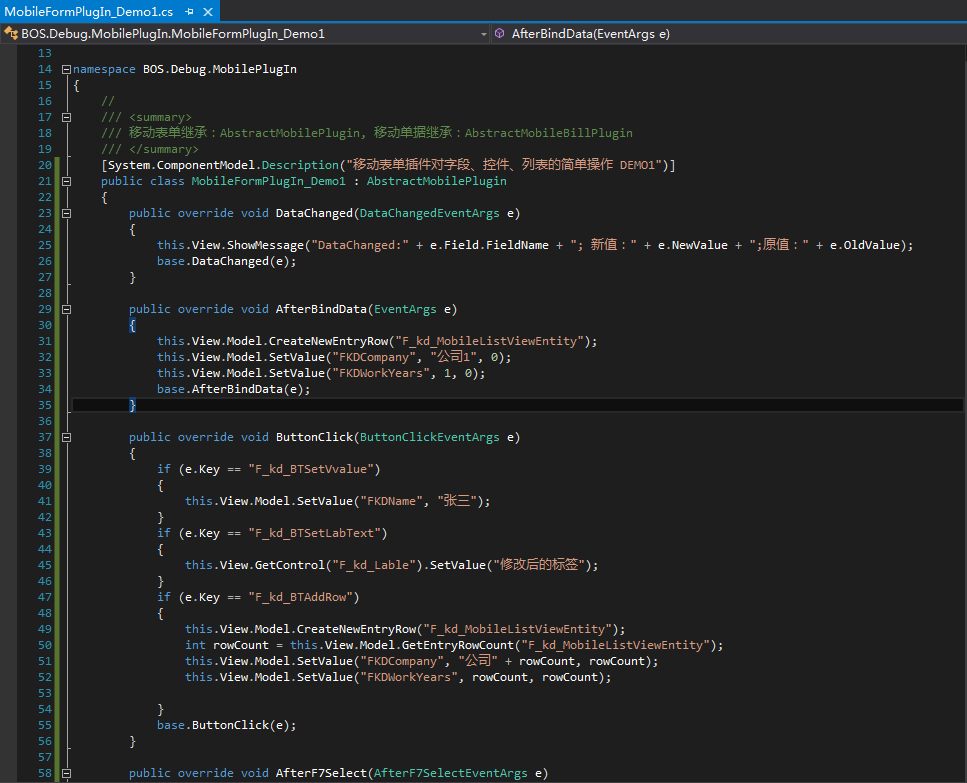 MobileFormPlugIn_Demo1.cs
BOS.Debug.MobilePlugIn.MobileFormPlugIn_Demo1 AfterBindData(EventArgs e)
13
14 namespace BOS.Debug.MobilePlugIn
15 {
16 //
17 /// <summary>
18 /// 移动表单继承：AbstractMobilePlugin, 移动单据继承：AbstractMobileBillPlugin
19 /// </summary>
20 [System.ComponentModel.Description("移动表单插件对字段、控件、列表的简单操作 DEMO1")]
21 public class MobileFormPlugIn_Demo1 : AbstractMobilePlugin
22 {
23 public override void DataChanged(DataChangedEventArgs e)
24 {
25 this.View.ShowMessage("DataChanged:" + e.Field.FieldName + "; 新值：" + e.NewValue + ";原值：" + e.OldValue);
26 base.DataChanged(e);
27 }
28
29 public override void AfterBindData(EventArgs e)
30 {
31 this.View.Model.CreateNewEntryRow("F_kd_MobileListViewEntity");
32 this.View.Model.SetValue("FKDCompany", "公司1", 0);
33 this.View.Model.SetValue("FKDWorkYears", 1, 0);
34 base.AfterBindData(e);
35 }
36
37 public override void ButtonClick(ButtonClickEventArgs e)
38 {
39 if (e.Key == "F_kd_BTSetVvalue")
40 {
41 this.View.Model.SetValue("FKDName", "张三");
42 }
43 if (e.Key == "F_kd_BTSetLabText")
44 {
45 this.View.GetControl("F_kd_Lable").SetValue("修改后的标签");
46 }
47 if (e.Key == "F_kd_BTAddRow")
48 {
49 this.View.Model.CreateNewEntryRow("F_kd_MobileListViewEntity");
50 int rowCount = this.View.Model.GetEntryRowCount("F_kd_MobileListViewEntity");
51 this.View.Model.SetValue("FKDCompany", "公司" + rowCount, rowCount);
52 this.View.Model.SetValue("FKDWorkYears", rowCount, rowCount);
53
54 }
55 base.ButtonClick(e);
56 }
57
58 public override void AfterF7Select(AfterF7SelectEventArgs e)